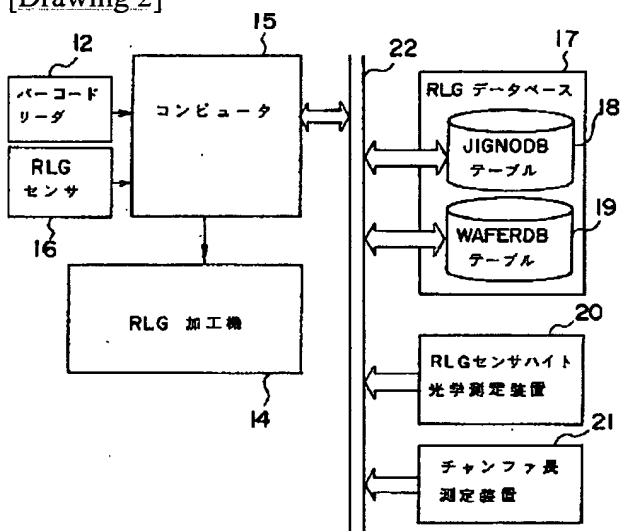 [Drawing 2]
15
12
バーコード
リーダ
コンピュータ
RLG
センサ
16
RLG 加工機
14
22
17
RLG データベース
18
JIGNODB
テーブル
19
WAFERDB
テーブル
20
RLGセンサハイト
光学測定装置
21
チャンファ長
測定装置